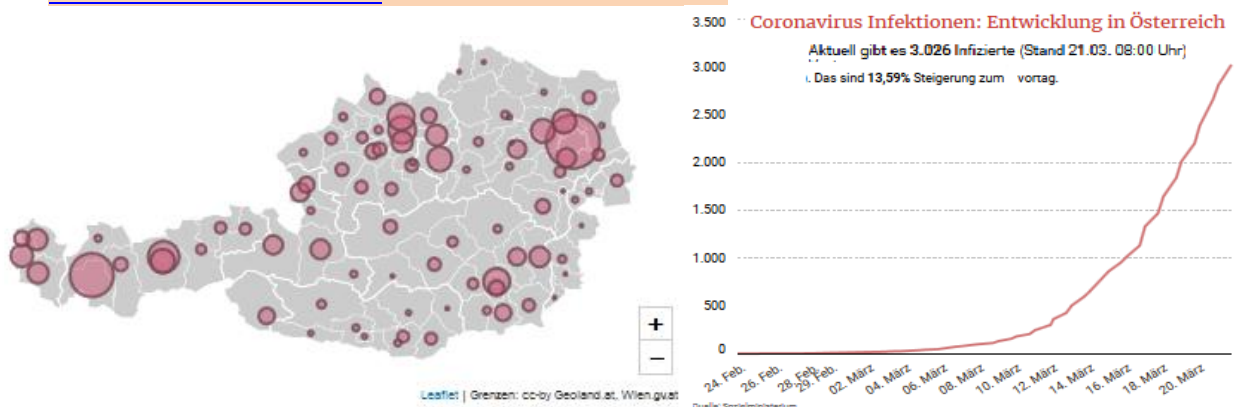 +
−
Leaflet | Grenzen: cc-by Geoland.at, Wien.gv.at
Coronavirus Infektionen: Entwicklung in Österreich
Aktuell gibt es 3.026 Infizierte (Stand 21.03. 08:00 Uhr)
. Das sind 13,59% Steigerung zum vortag.
3.500
3.000
2.500
2.000
1.500
1.000
500
0
24. Feb.
26. Feb.
28. Feb.
29. Feb.
02. März
04. März
06. März
08. März
10. März
12. März
14. März
16. März
18. März
20. März
Quelle: Sozialministerium